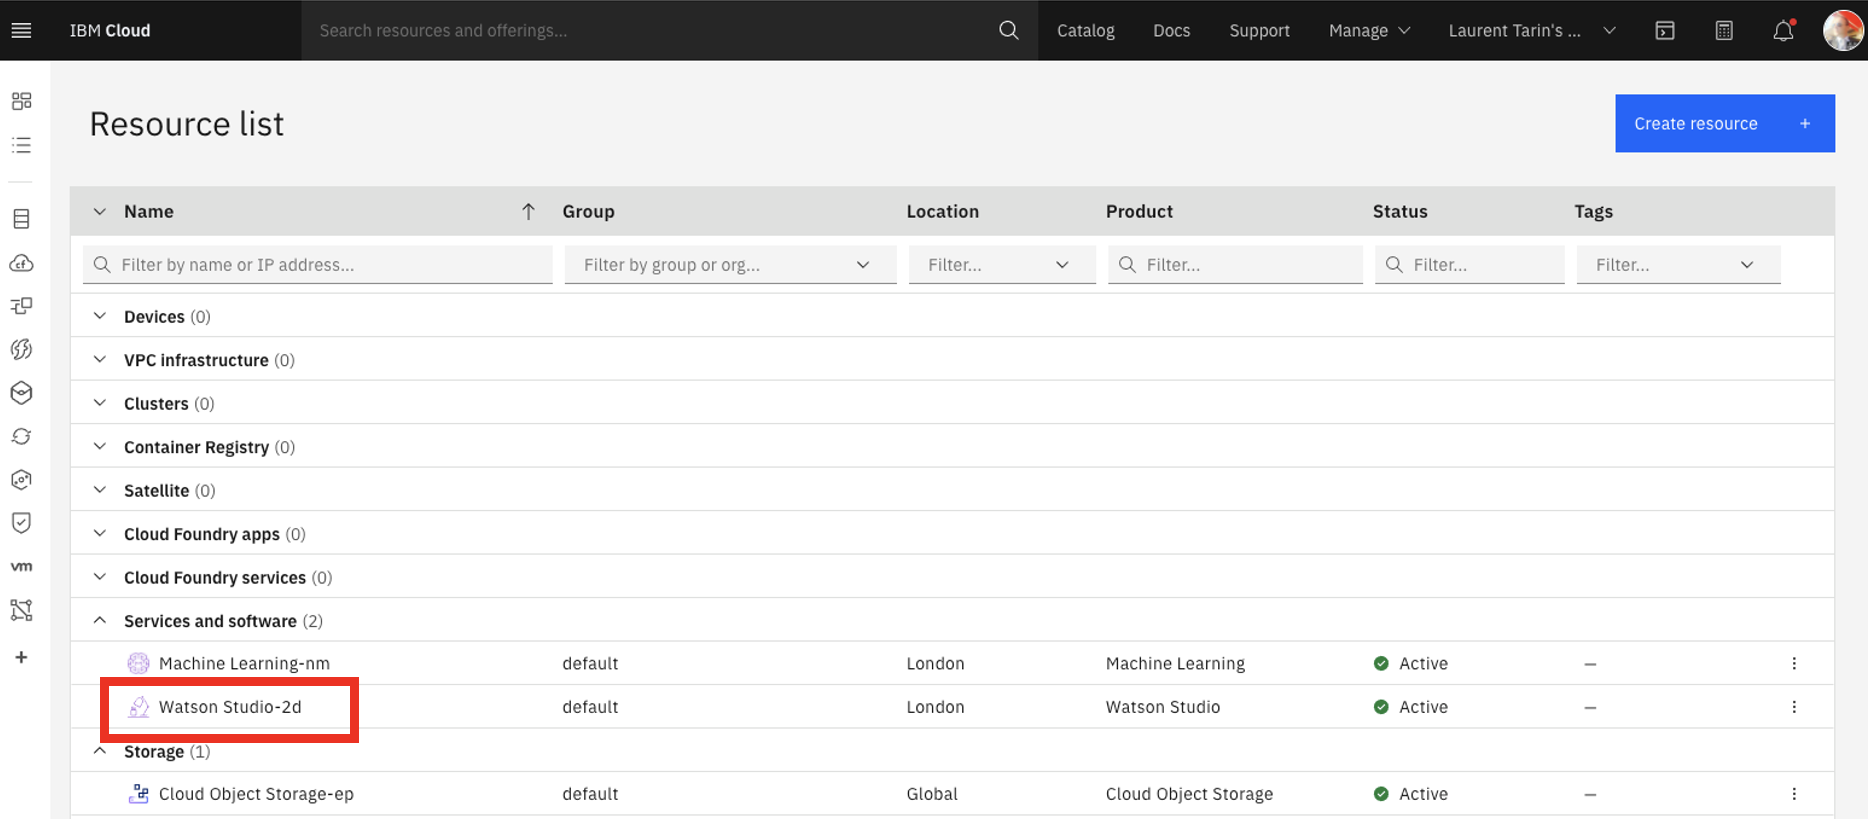 IBM Cloud Search resources and offerings... Catalog Docs Support Manage Laurent Tarin's ...
Resource list
Create resource +
Name Group Location Product Status Tags
Filter by name or IP address... Filter by group or org... Filter... Filter... Filter... Filter...
Devices (0)
VPC infrastructure (0)
Clusters (0)
Container Registry (0)
Satellite (0)
Cloud Foundry apps (0)
Cloud Foundry services (0)
vm
Services and software (2)
Machine Learning-nm default London Machine Learning Active –
Watson Studio-2d default London Watson Studio Active –
Storage (1)
Cloud Object Storage-ep default Global Cloud Object Storage Active –